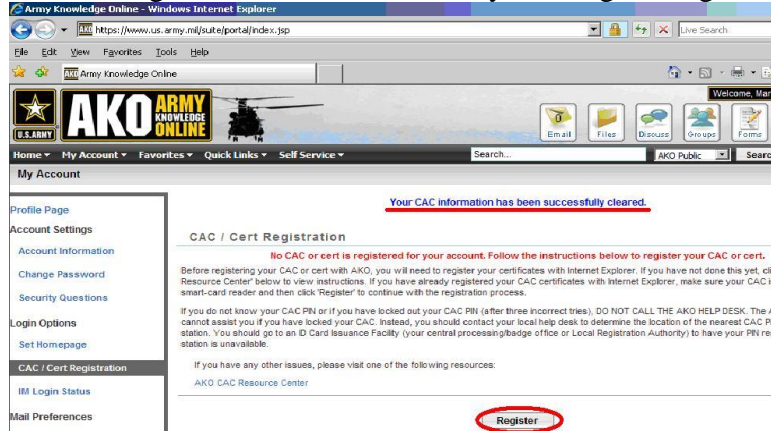 Army Knowledge Online - Windows Internet Explorer
https://www.us.army.mil/suite/portal/index.jsp
Live Search
File Edit View Favorites Tools Help
Army Knowledge Online
U.S.ARMY
AKO ARMY KNOWLEDGE ONLINE
Welcome, Mar
Email Files Discuss Groups Forms
Home My Account Favorites Quick Links Self Service Search... AKO Public Searc
My Account
Profile Page
Account Settings
Account Information
Change Password
Security Questions
Login Options
Set Homepage
CAC / Cert Registration
IM Login Status
Mail Preferences
Your CAC information has been successfully cleared.
CAC / Cert Registration
No CAC or cert is registered for your account. Follow the instructions below to register your CAC or cert.
Before registering your CAC or cert with AKO, you will need to register your certificates with Internet Explorer. If you have not done this yet, cli
Resource Center' below to view instructions. If you have already registered your CAC certificates with Internet Explorer, make sure your CAC i
smart-card reader and then click 'Register' to continue with the registration process.
If you do not know your CAC PIN or if you have locked out your CAC PIN (after three incorrect tries), DO NOT CALL THE AKO HELP DESK. The A
cannot assist you if you have locked your CAC. Instead, you should contact your local help desk to determine the location of the nearest CAC P
station. You should go to an ID Card Issuance Facility (your central processing/badge office or Local Registration Authority) to have your PIN re
station is unavailable.
If you have any other issues, please visit one of the following resources:
AKO CAC Resource Center
Register